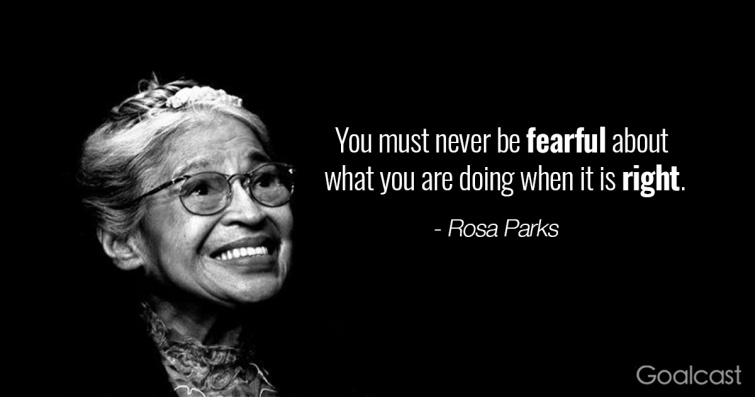 You must never be fearful about
what you are doing when it is right.
- Rosa Parks
Goalcast